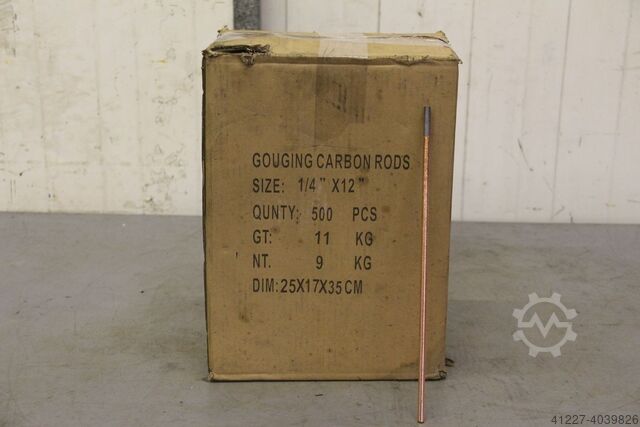 GOUGING CARBON RODS
SIZE: 1/4" X12"
QUNTY: 500 PCS
GT: 11 KG
NT. 9 KG
DIM:25X17X35CM
41227-4039826